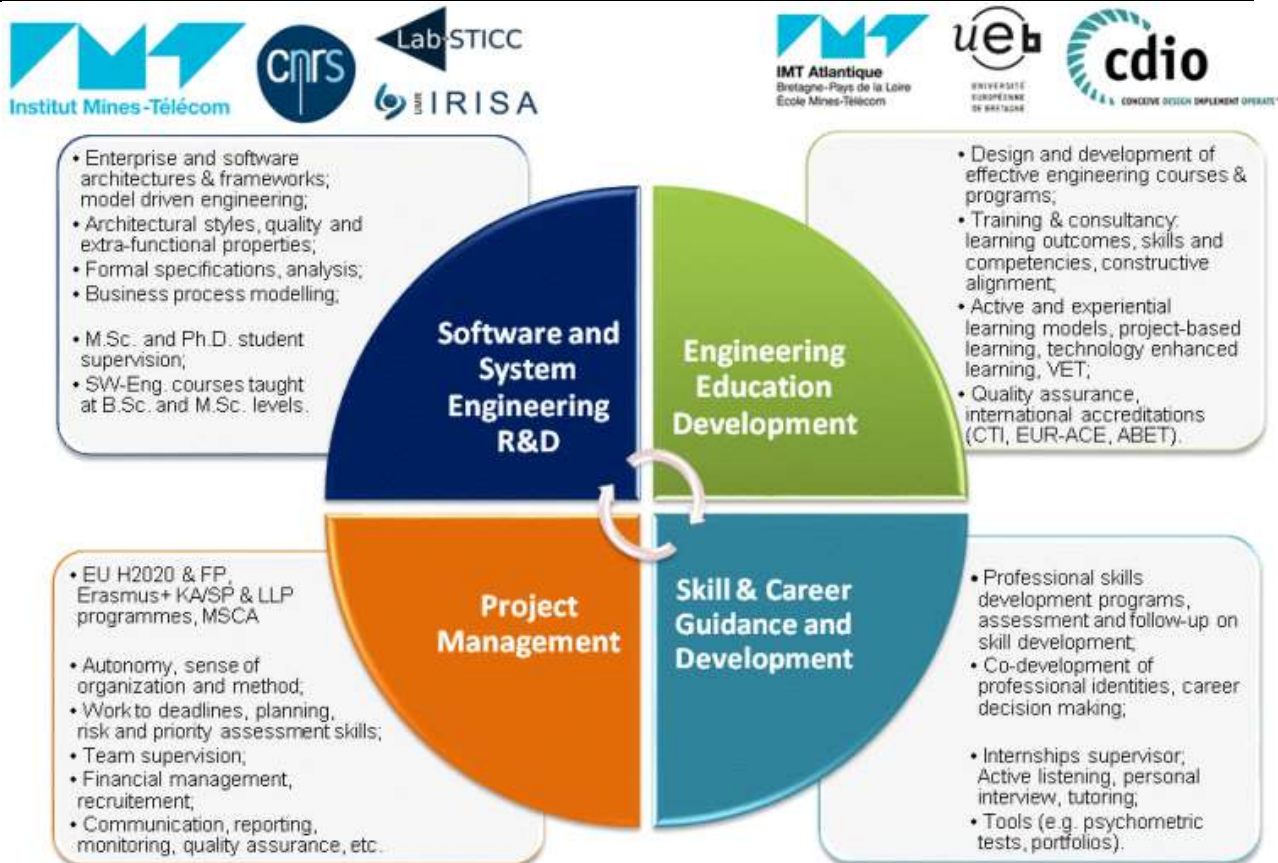 Institut Mines-Télécom
cnrs
Lab-STICC
UMR IRISA
IMT Atlantique
Bretagne-Pays de la Loire
École Mines-Télécom
ueb
UNIVERSITÉ
EUROPÉENNE
DE BRETAGNE
cdio
CONCEIVE DESIGN IMPLEMENT OPERATE
• Enterprise and software
architectures & frameworks;
model driven engineering;
• Architectural styles, quality and
extra-functional properties;
• Formal specifications, analysis;
• Business process modelling;
• M.Sc. and Ph.D. student
supervision;
• SW-Eng. courses taught
at B.Sc. and M.Sc. levels.
Software and
System
Engineering
R&D
Engineering
Education
Development
• Design and development of
effective engineering courses &
programs;
• Training & consultancy:
learning outcomes, skills and
competencies, constructive
alignment;
• Active and experiential
learning models, project-based
learning, technology enhanced
learning, VET;
• Quality assurance,
international accreditations
(CTI, EUR-ACE, ABET).
• EU H2020 & FP,
Erasmus+ KA/SP & LLP
programmes, MSCA
• Autonomy, sense of
organization and method;
• Work to deadlines, planning,
risk and priority assessment skills;
• Team supervision;
• Financial management,
recruitement;
• Communication, reporting,
monitoring, quality assurance, etc.
Project
Management
Skill & Career
Guidance and
Development
• Professional skills
development programs,
assessment and follow-up on
skill development;
• Co-development of
professional identities, career
decision making;
• Internships supervisor;
Active listening, personal
interview, tutoring;
• Tools (e.g. psychometric
tests, portfolios).